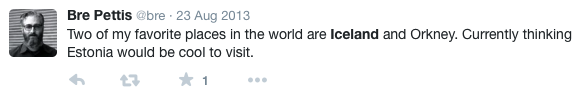 Bre Pettis @bre · 23 Aug 2013
Two of my favorite places in the world are Iceland and Orkney. Currently thinking
Estonia would be cool to visit.
1